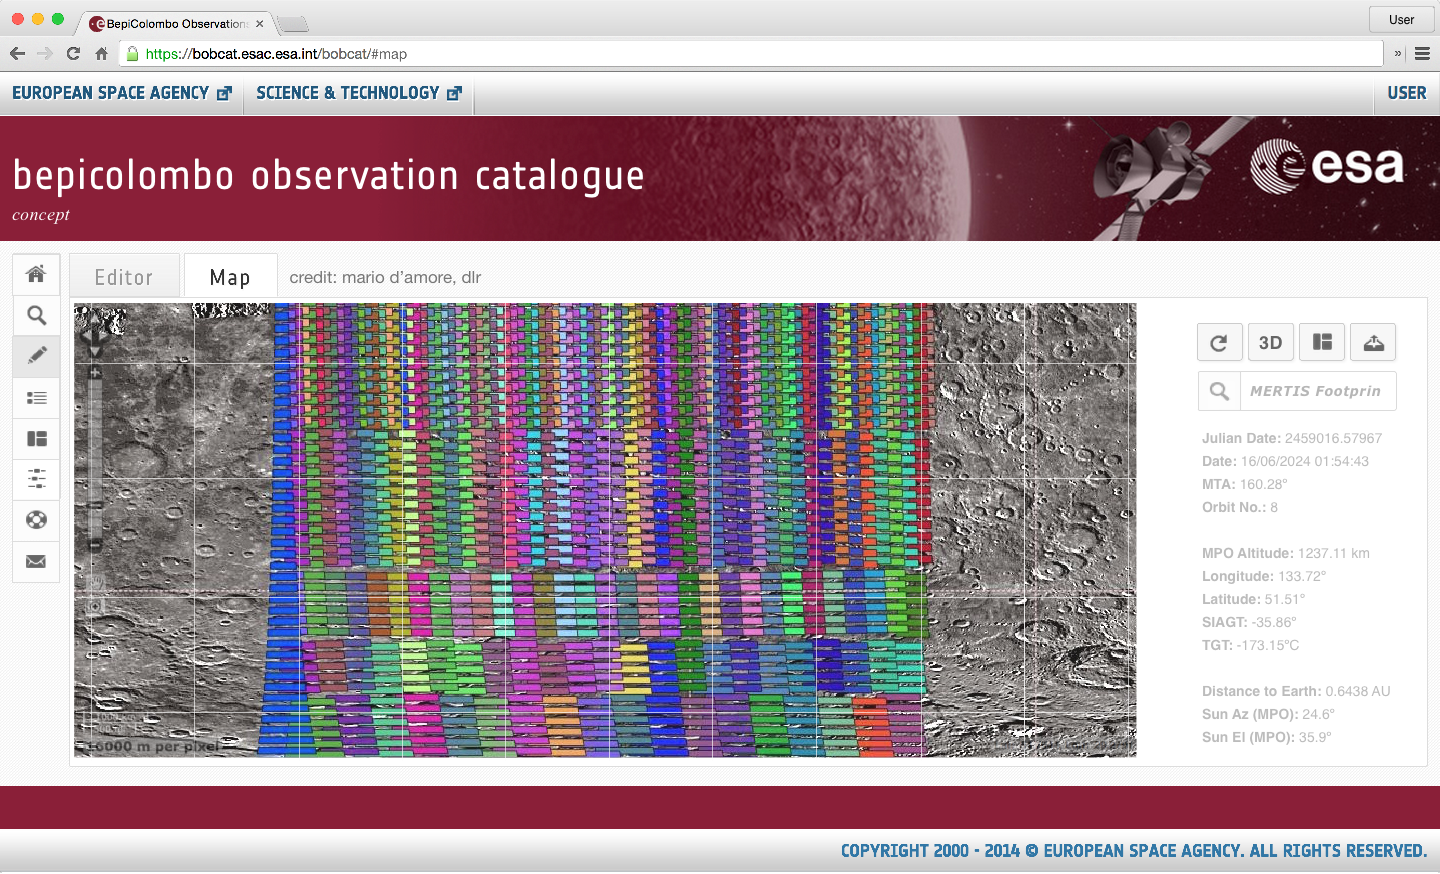 BepiColombo Observation
User
https://bobcat.esac.esa.int/bobcat/#map
»
EUROPEAN SPACE AGENCY
SCIENCE & TECHNOLOGY
USER
bepicolombo observation catalogue
concept
esa
Editor
Map
credit: mario d’amore, dlr
3D
MERTIS Footprin
Julian Date: 2459016.57967
Date: 16/06/2024 01:54:43
MTA: 160.28°
Orbit No.: 8
MPO Altitude: 1237.11 km
Longitude: 133.72°
Latitude: 51.51°
SIAGT: -35.86°
TGT: -173.15°C
Distance to Earth: 0.6438 AU
Sun Az (MPO): 24.6°
Sun El (MPO): 35.9°
16000 m per pixel
COPYRIGHT 2000 - 2014 © EUROPEAN SPACE AGENCY. ALL RIGHTS RESERVED.